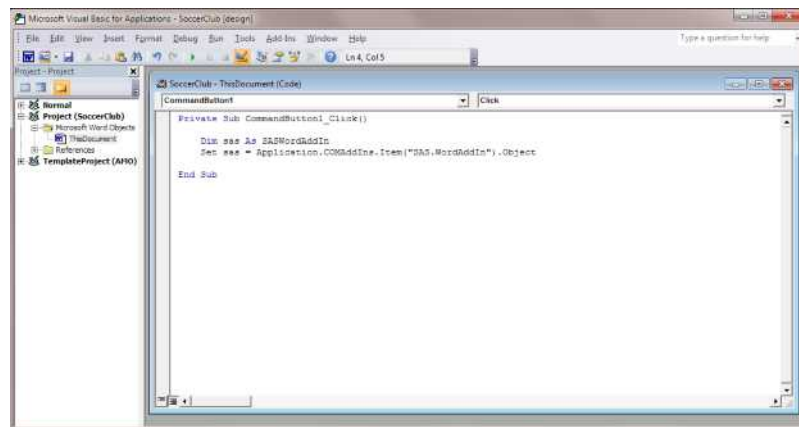 Microsoft Visual Basic for Applications - SoccerClub [design]
File Edit View Insert Format Debug Run Tools Add-Ins Window Help
Type a question for help
Ln 4, Col 5
Project - Project
Normal
Project (SoccerClub)
Microsoft Word Objects
ThisDocument
References
TemplateProject (AMO)
SoccerClub - ThisDocument (Code)
CommandButton1 Click
Private Sub CommandButton1_Click()
Dim sas As SASWordAddIn
Set sas = Application.COMAddIns.Item("SAS.WordAddIn").Object
End Sub